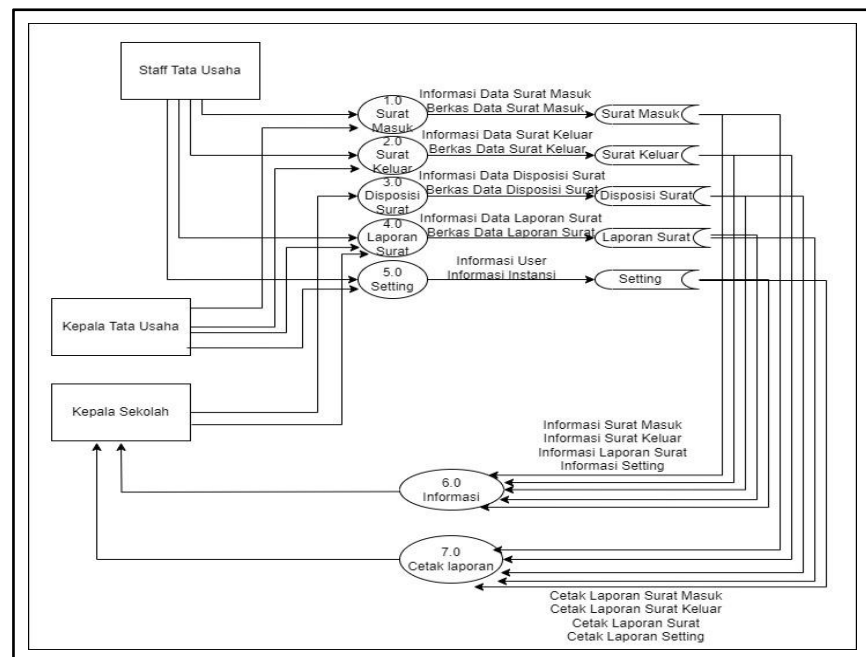 Staff Tata Usaha
1.0
Surat
Masuk
Informasi Data Surat Masuk
Berkas Data Surat Masuk
Surat Masuk
2.0
Surat
Keluar
Informasi Data Surat Keluar
Berkas Data Surat Keluar
Surat Keluar
3.0
Disposisi
Surat
Informasi Data Disposisi Surat
Berkas Data Disposisi Surat
Disposisi Surat
4.0
Laporan
Surat
Informasi Data Laporan Surat
Berkas Data Laporan Surat
Laporan Surat
5.0
Setting
Informasi User
Informasi Instansi
Setting
Kepala Tata Usaha
Kepala Sekolah
Informasi Surat Masuk
Informasi Surat Keluar
Informasi Laporan Surat
Informasi Setting
6.0
Informasi
7.0
Cetak laporan
Cetak Laporan Surat Masuk
Cetak Laporan Surat Keluar
Cetak Laporan Surat
Cetak Laporan Setting